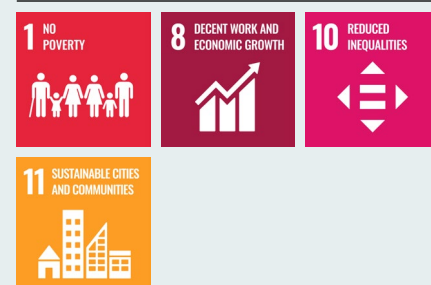 1 NO
POVERTY
8 DECENT WORK AND
ECONOMIC GROWTH
10 REDUCED
INEQUALITIES
11 SUSTAINABLE CITIES
AND COMMUNITIES